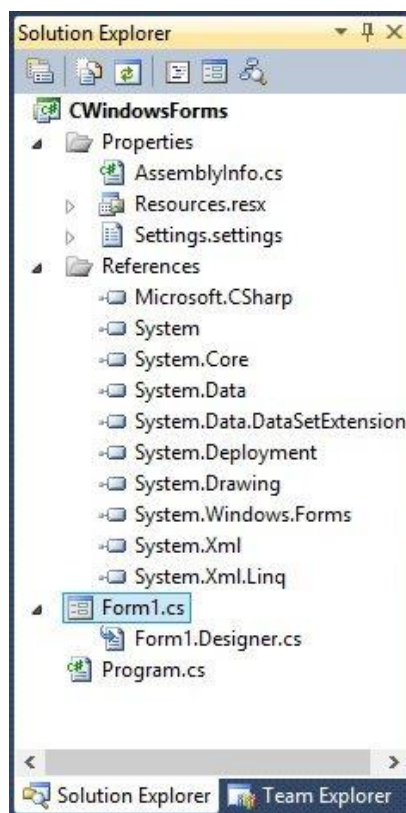 Solution Explorer
CWindowsForms
Properties
AssemblyInfo.cs
Resources.resx
Settings.settings
References
Microsoft.CSharp
System
System.Core
System.Data
System.Data.DataSetExtension
System.Deployment
System.Drawing
System.Windows.Forms
System.Xml
System.Xml.Linq
Form1.cs
Form1.Designer.cs
Program.cs
Solution Explorer Team Explorer